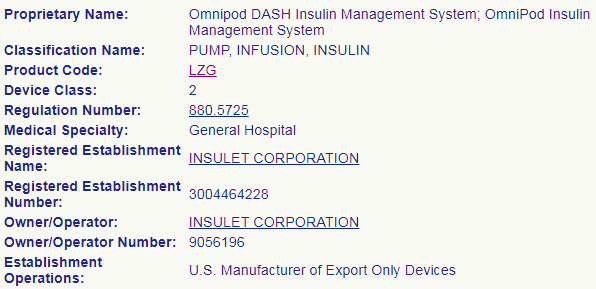 Proprietary Name: Omnipod DASH Insulin Management System; OmniPod Insulin
Management System
Classification Name: PUMP, INFUSION, INSULIN
Product Code: LZG
Device Class: 2
Regulation Number: 880.5725
Medical Specialty: General Hospital
Registered Establishment
Name: INSULET CORPORATION
Registered Establishment
Number: 3004464228
Owner/Operator: INSULET CORPORATION
Owner/Operator Number: 9056196
Establishment
Operations: U.S. Manufacturer of Export Only Devices